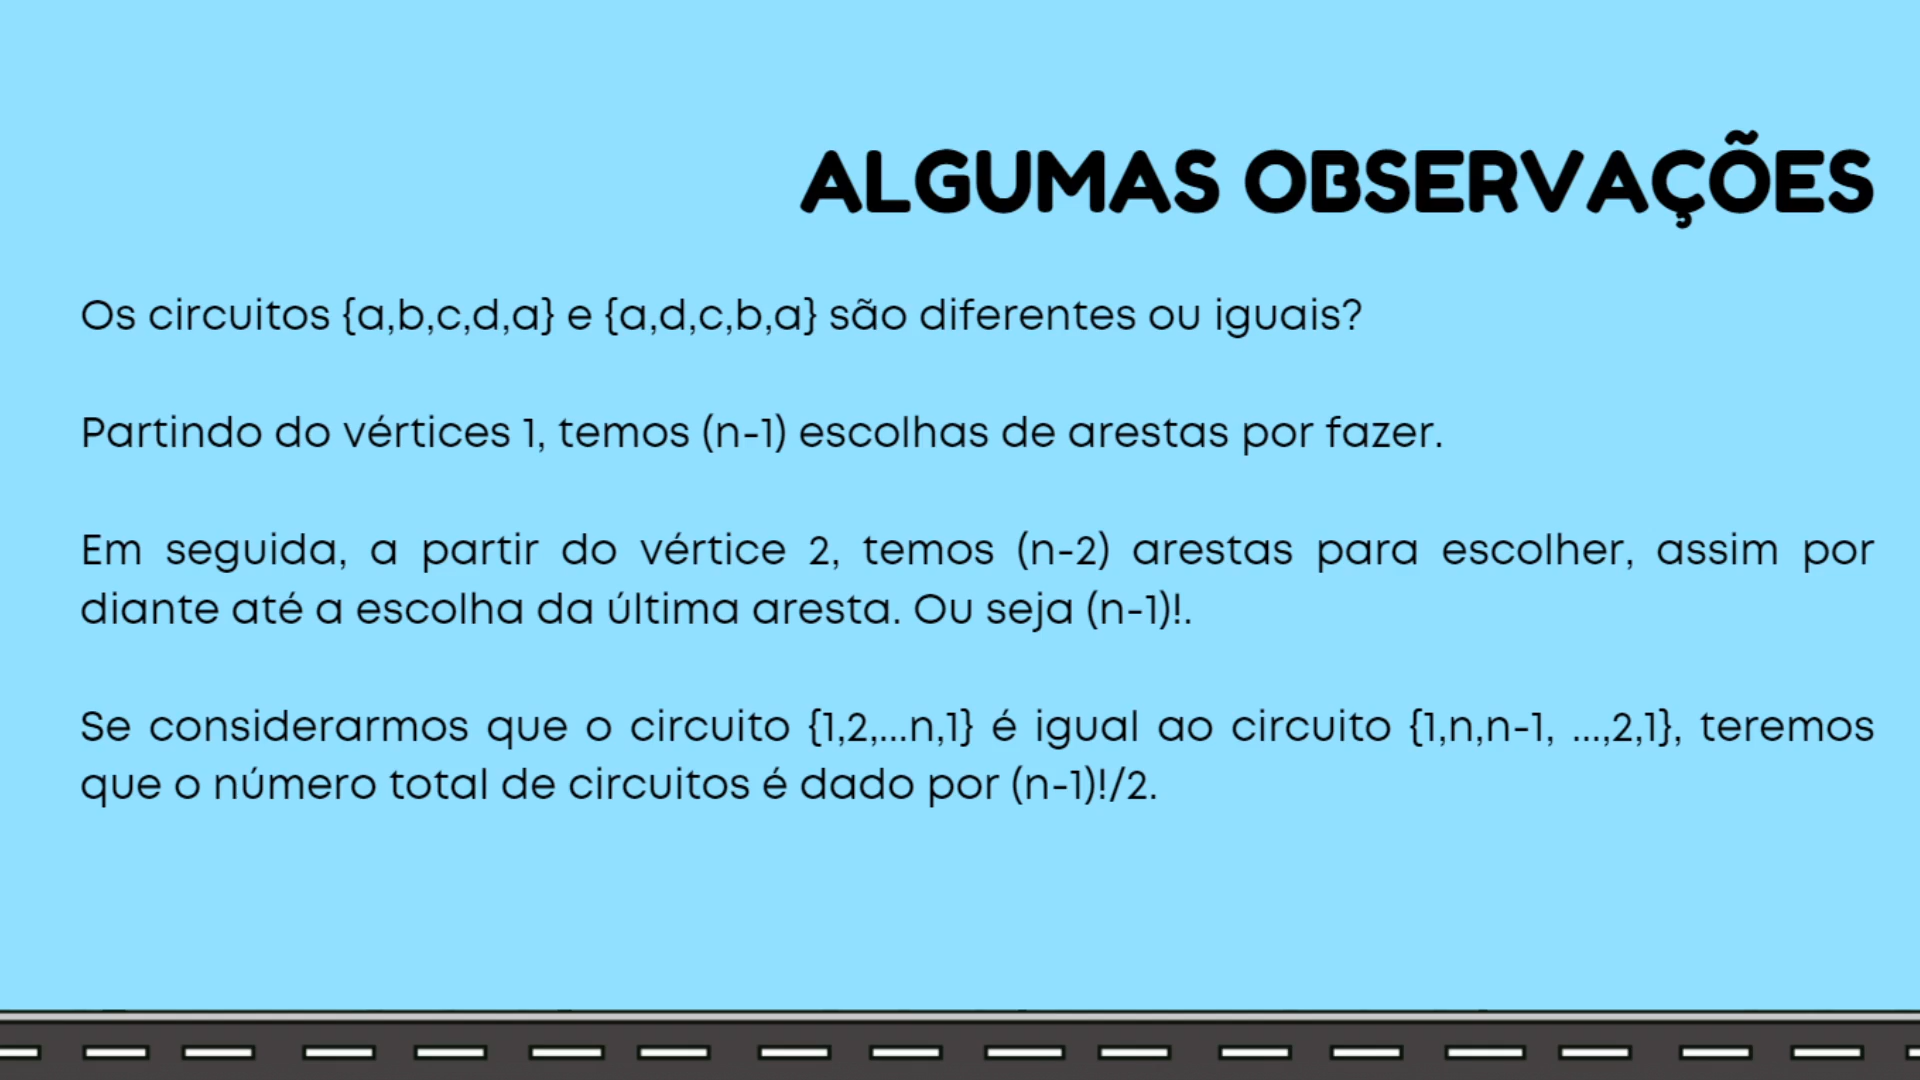 ALGUMAS OBSERVAÇÕES
Os circuitos {a,b,c,d,a} e {a,d,c,b,a} são diferentes ou iguais?
Partindo do vértices 1, temos (n-1) escolhas de arestas por fazer.
Em seguida, a partir do vértice 2, temos (n-2) arestas para escolher, assim por
diante até a escolha da última aresta. Ou seja (n-1)!.
Se considerarmos que o circuito {1,2,...n,1} é igual ao circuito {1,n,n-1, ...,2,1}, teremos
que o número total de circuitos é dado por (n-1)!/2.